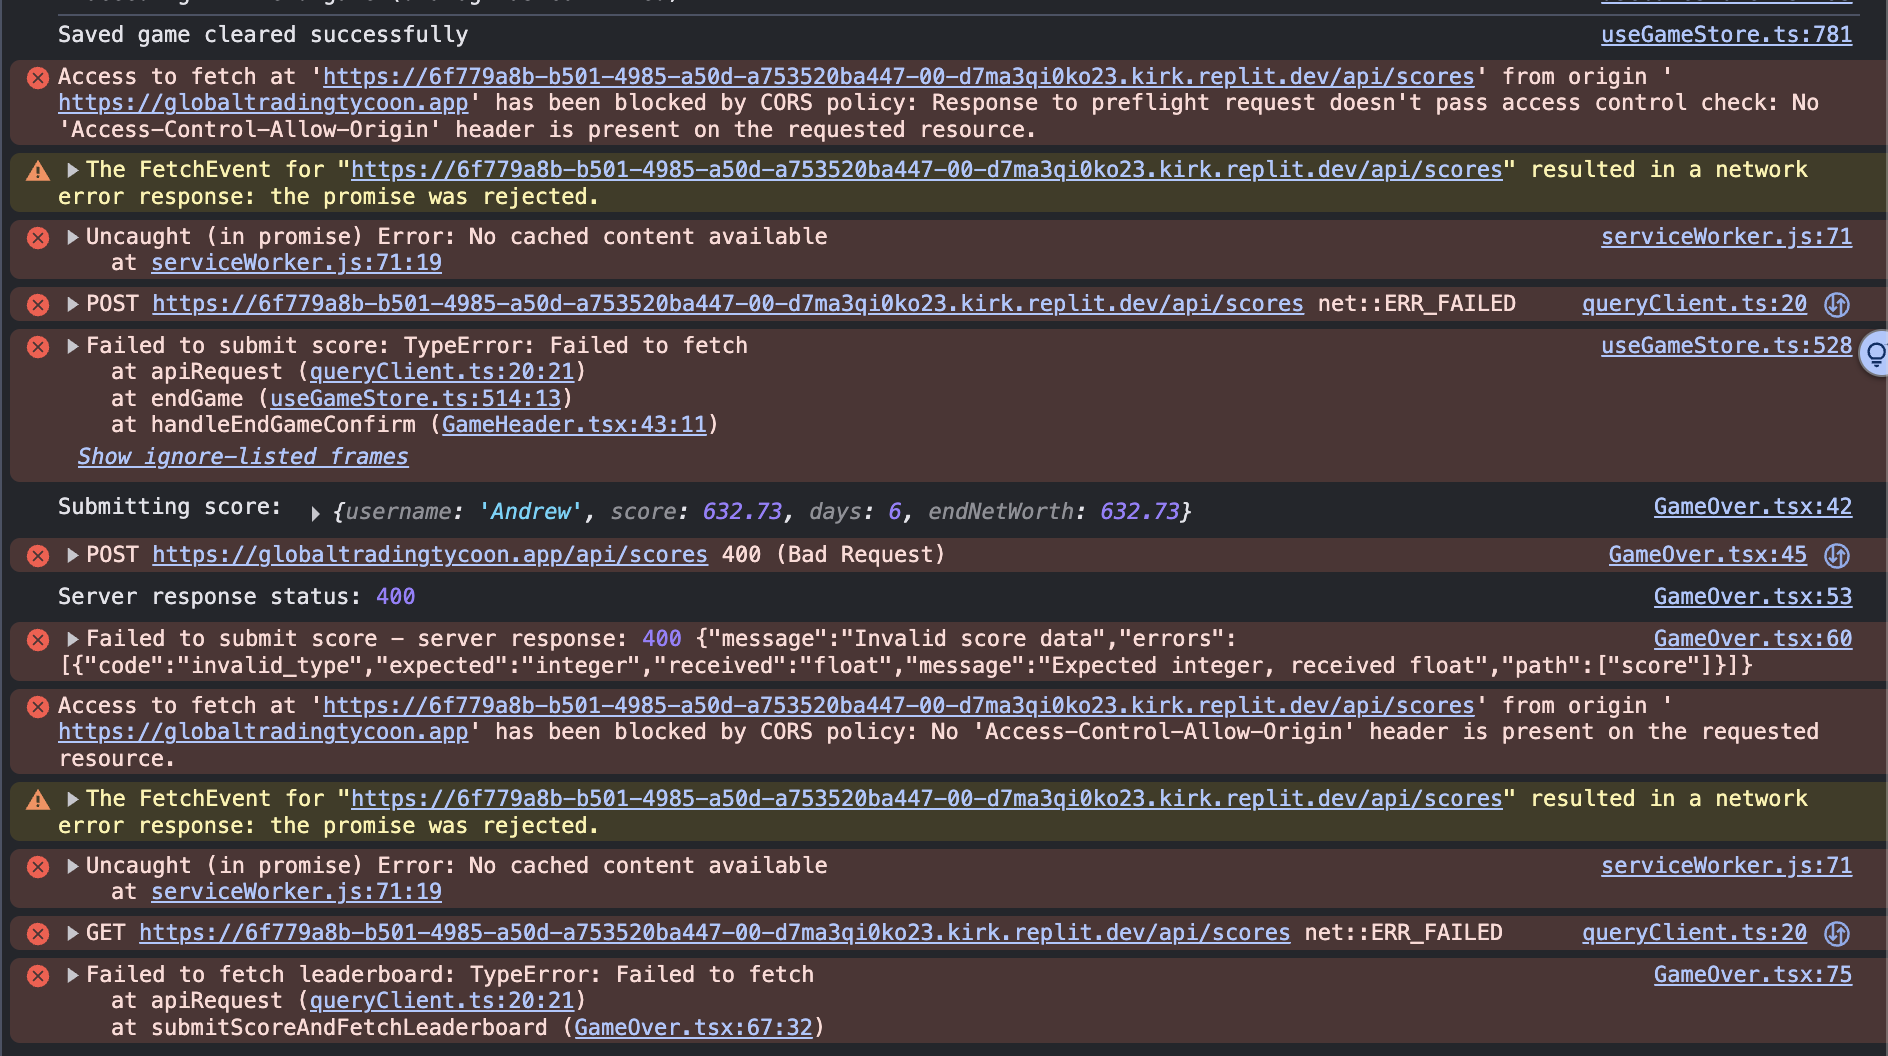 Saved game cleared successfully useGameStore.ts:781
Access to fetch at 'https://6f779a8b-b501-4985-a50d-a753520ba447-00-d7ma3qi0ko23.kirk.replit.dev/api/scores' from origin '
https://globaltradingtycoon.app' has been blocked by CORS policy: Response to preflight request doesn't pass access control check: No
'Access-Control-Allow-Origin' header is present on the requested resource.
The FetchEvent for "https://6f779a8b-b501-4985-a50d-a753520ba447-00-d7ma3qi0ko23.kirk.replit.dev/api/scores" resulted in a network
error response: the promise was rejected.
Uncaught (in promise) Error: No cached content available serviceWorker.js:71
at serviceWorker.js:71:19
POST https://6f779a8b-b501-4985-a50d-a753520ba447-00-d7ma3qi0ko23.kirk.replit.dev/api/scores net::ERR_FAILED queryClient.ts:20
Failed to submit score: TypeError: Failed to fetch useGameStore.ts:528
at apiRequest (queryClient.ts:20:21)
at endGame (useGameStore.ts:514:13)
at handleEndGameConfirm (GameHeader.tsx:43:11)
Show ignore-listed frames
Submitting score: {username: 'Andrew', score: 632.73, days: 6, endNetWorth: 632.73} GameOver.tsx:42
POST https://globaltradingtycoon.app/api/scores 400 (Bad Request) GameOver.tsx:45
Server response status: 400 GameOver.tsx:53
Failed to submit score – server response: 400 {"message":"Invalid score data","errors": GameOver.tsx:60
[{"code":"invalid_type","expected":"integer","received":"float","message":"Expected integer, received float","path":["score"]}]}
Access to fetch at 'https://6f779a8b-b501-4985-a50d-a753520ba447-00-d7ma3qi0ko23.kirk.replit.dev/api/scores' from origin '
https://globaltradingtycoon.app' has been blocked by CORS policy: No 'Access-Control-Allow-Origin' header is present on the requested
resource.
The FetchEvent for "https://6f779a8b-b501-4985-a50d-a753520ba447-00-d7ma3qi0ko23.kirk.replit.dev/api/scores" resulted in a network
error response: the promise was rejected.
Uncaught (in promise) Error: No cached content available serviceWorker.js:71
at serviceWorker.js:71:19
GET https://6f779a8b-b501-4985-a50d-a753520ba447-00-d7ma3qi0ko23.kirk.replit.dev/api/scores net::ERR_FAILED queryClient.ts:20
Failed to fetch leaderboard: TypeError: Failed to fetch GameOver.tsx:75
at apiRequest (queryClient.ts:20:21)
at submitScoreAndFetchLeaderboard (GameOver.tsx:67:32)